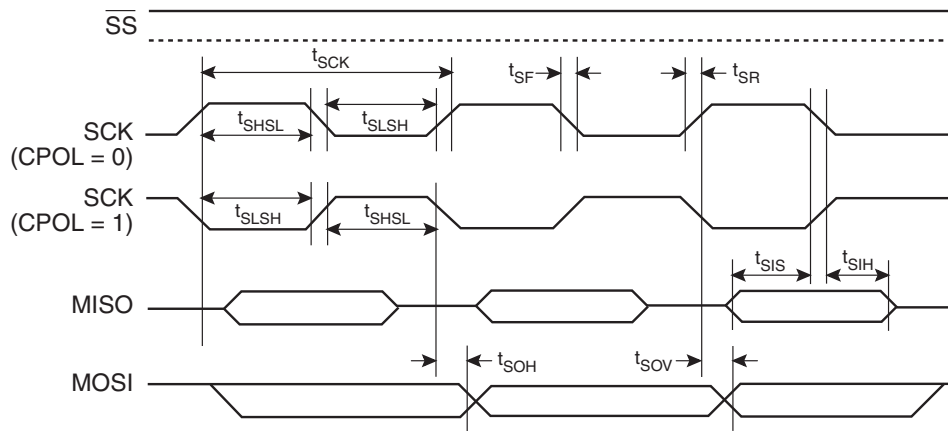 SS
tSCK
tSF
tSR
SCK
(CPOL = 0)
tSHSL
tSLSH
SCK
(CPOL = 1)
tSLSH
tSHSL
tSIS
tSIH
MISO
tSOH
tSOV
MOSI